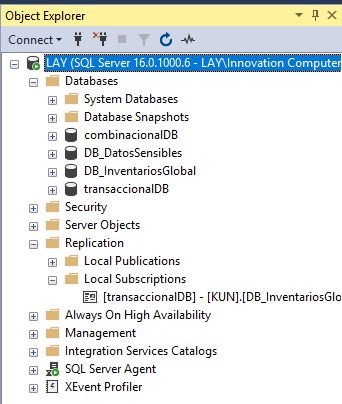 Object Explorer
Connect
LAY (SQL Server 16.0.1000.6 - LAY\Innovation Computer
Databases
System Databases
Database Snapshots
combinacionalDB
DB_DatosSensibles
DB_InventariosGlobal
transaccionalDB
Security
Server Objects
Replication
Local Publications
Local Subscriptions
[transaccionalDB] - [KUN].[DB_InventariosGlo
Always On High Availability
Management
Integration Services Catalogs
SQL Server Agent
XEvent Profiler